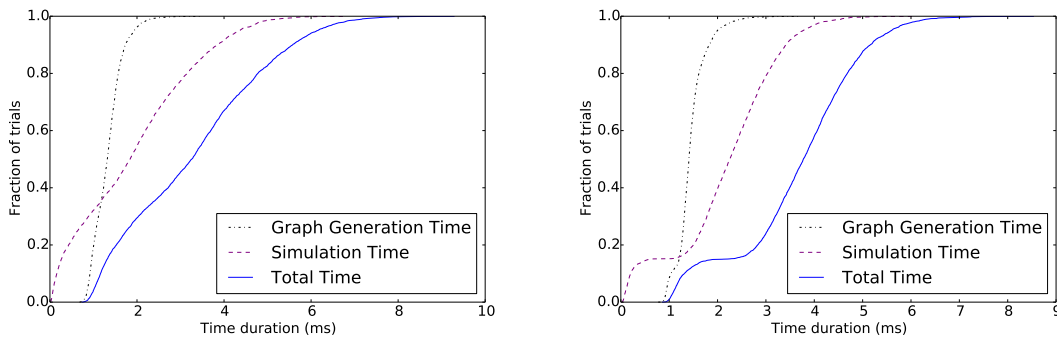 1.0
0.8
0.6
0.4
0.2
0.0
Fraction of trials
0 2 4 6 8 10
Time duration (ms)
Graph Generation Time
Simulation Time
Total Time
1.0
0.8
0.6
0.4
0.2
0.0
Fraction of trials
0 1 2 3 4 5 6 7 8 9
Time duration (ms)
Graph Generation Time
Simulation Time
Total Time